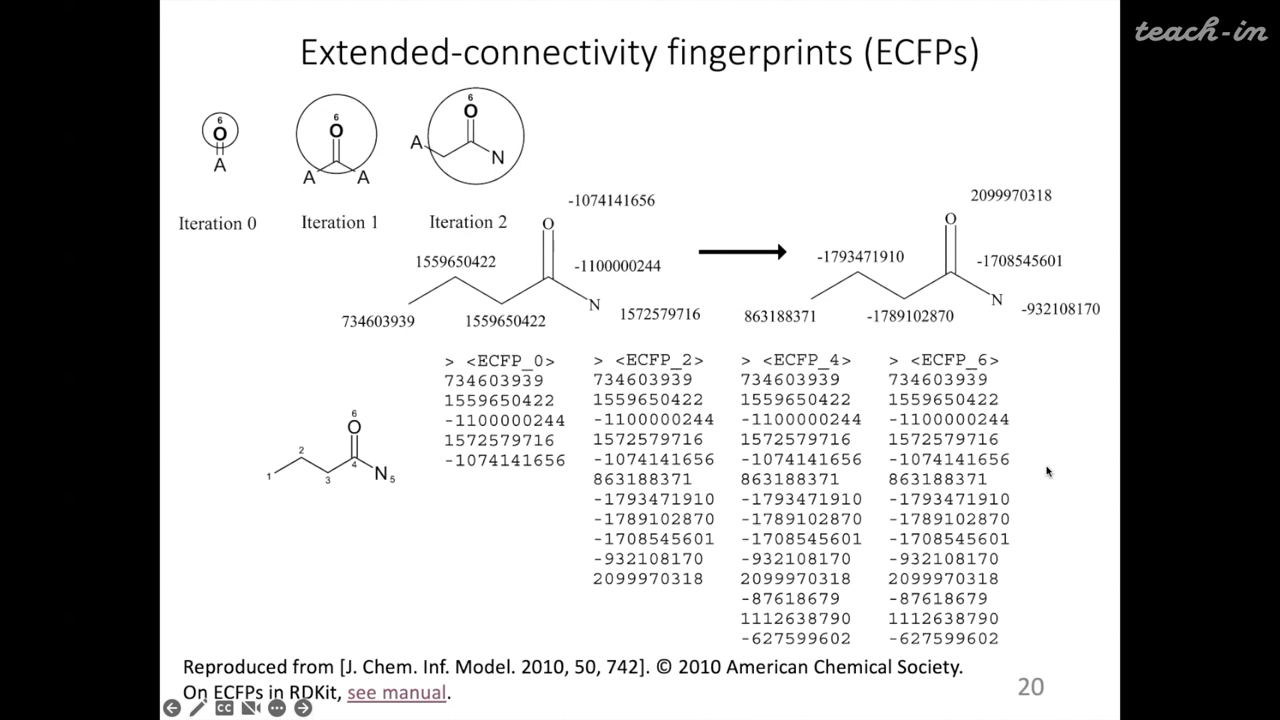 teach-in
Extended-connectivity fingerprints (ECFPs)
6
O
A
6
O
A A
6
O
A
N
Iteration 0 Iteration 1 Iteration 2
-1074141656
O
1559650422
-1100000244
N
734603939
1559650422
1572579716
2099970318
O
-1793471910
-1708545601
N
863188371
-1789102870
-932108170
> <ECFP_0> > <ECFP_2> > <ECFP_4> > <ECFP_6>
734603939 734603939 734603939 734603939
1559650422 1559650422 1559650422 1559650422
-1100000244 -1100000244 -1100000244 -1100000244
1572579716 1572579716 1572579716 1572579716
-1074141656 -1074141656 -1074141656 -1074141656
863188371 863188371 863188371
-1793471910 -1793471910 -1793471910
-1789102870 -1789102870 -1789102870
-1708545601 -1708545601 -1708545601
-932108170 -932108170 -932108170
2099970318 2099970318 2099970318
-87618679 -87618679
1112638790 1112638790
-627599602 -627599602
6
O
2
4
N 5
1
3
Reproduced from [J. Chem. Inf. Model. 2010, 50, 742]. © 2010 American Chemical Society.
On ECFPs in RDKit, see manual.
20
CC